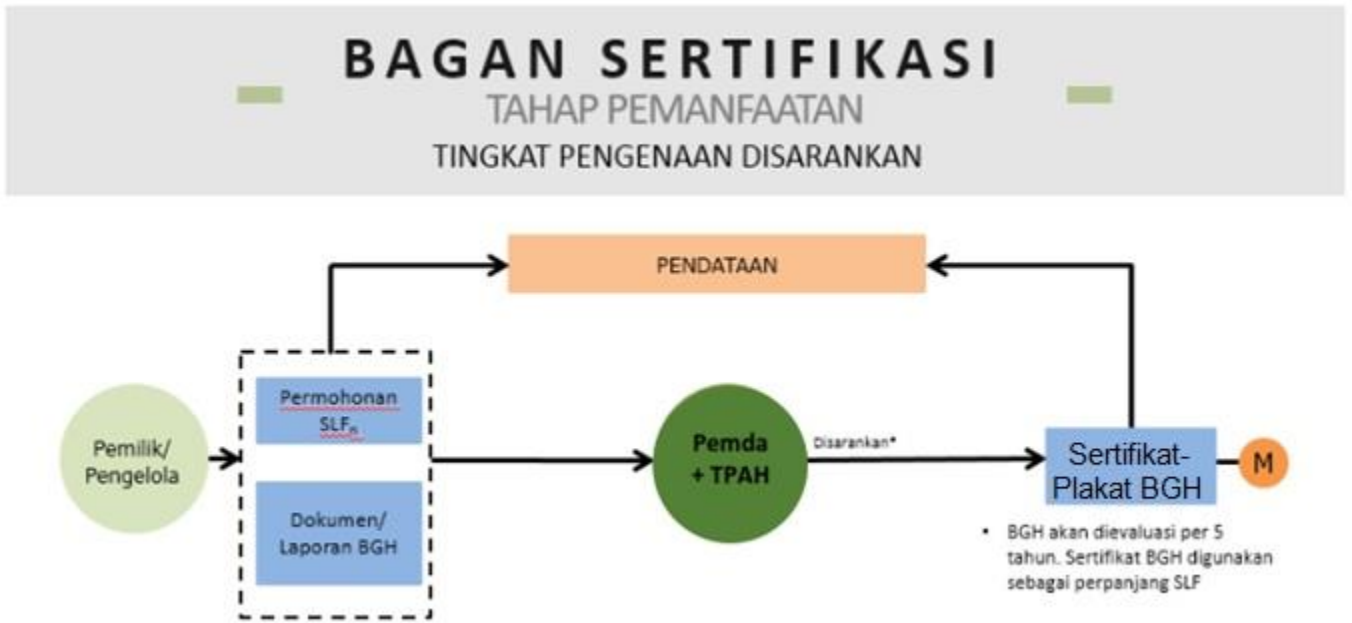 BAGAN SERTIFIKASI
TAHAP PEMANFAATAN
TINGKAT PENGENAAN DISARANKAN
PENDATAAN
Pemilik/
Pengelola
Permohonan
SLFn
Dokumen/
Laporan BGH
Pemda
+ TPAH
Disarankan*
Sertifikat-
Plakat BGH
M
• BGH akan dievaluasi per 5
tahun. Sertifikat BGH digunakan
sebagai perpanjang SLF